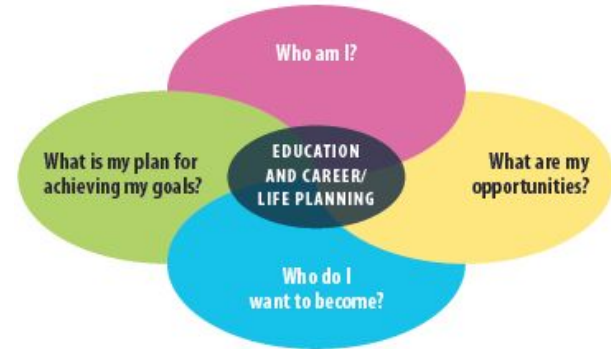 Who am I?
What is my plan for
achieving my goals?
EDUCATION
AND CAREER/
LIFE PLANNING
What are my
opportunities?
Who do I
want to become?